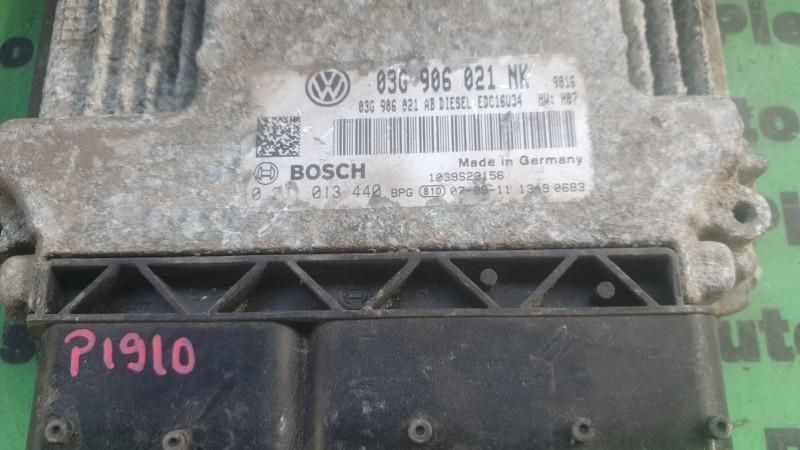 03G 906 021 NK 9816
03G 906 021 AB DIESEL EDC16U34 HW: H07
Made in Germany
BOSCH 1039S20156
013 440 BPG 810 07-09-11 0683
P1910